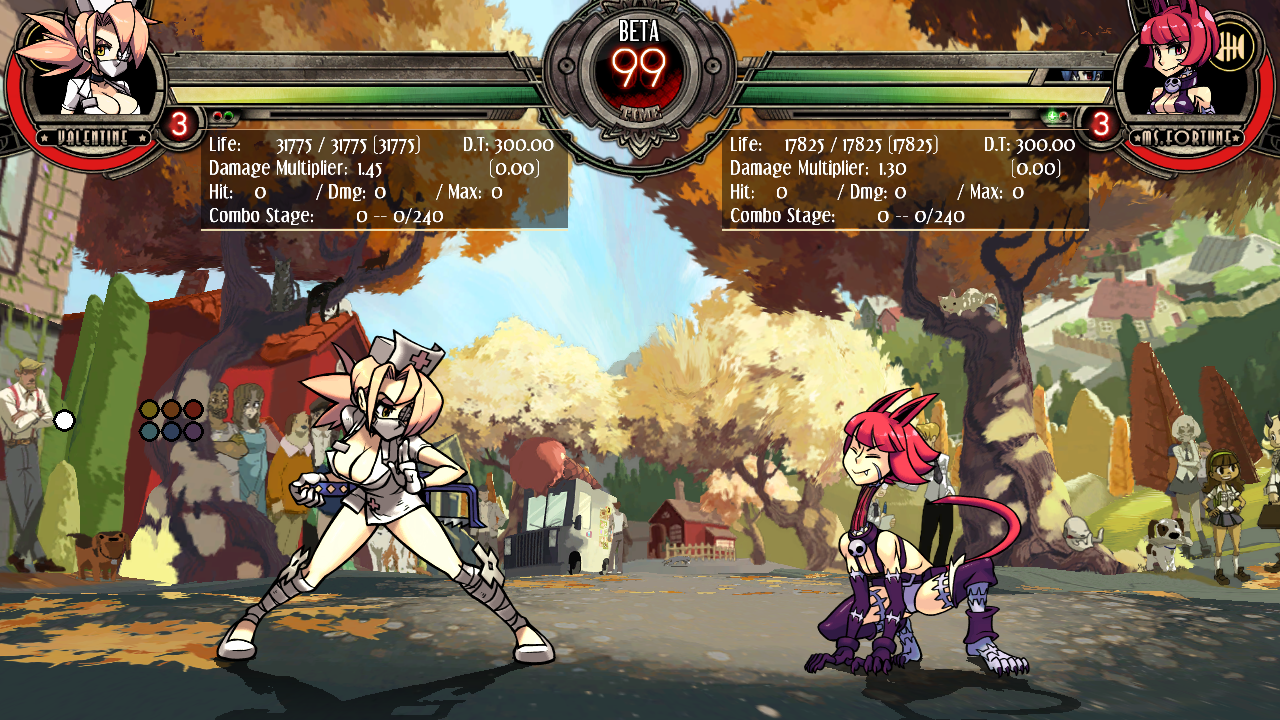 BETA
99
TIME
VALENTINE
3
3
MS. FORTUNE
Life: 31775 / 31775 (31775) D.T: 300.00
Damage Multiplier: 1.45 (0.00)
Hit: 0 / Dmg: 0 / Max: 0
Combo Stage: 0 -- 0/240
Life: 17825 / 17825 (17825) D.T: 300.00
Damage Multiplier: 1.30 (0.00)
Hit: 0 / Dmg: 0 / Max: 0
Combo Stage: 0 -- 0/240